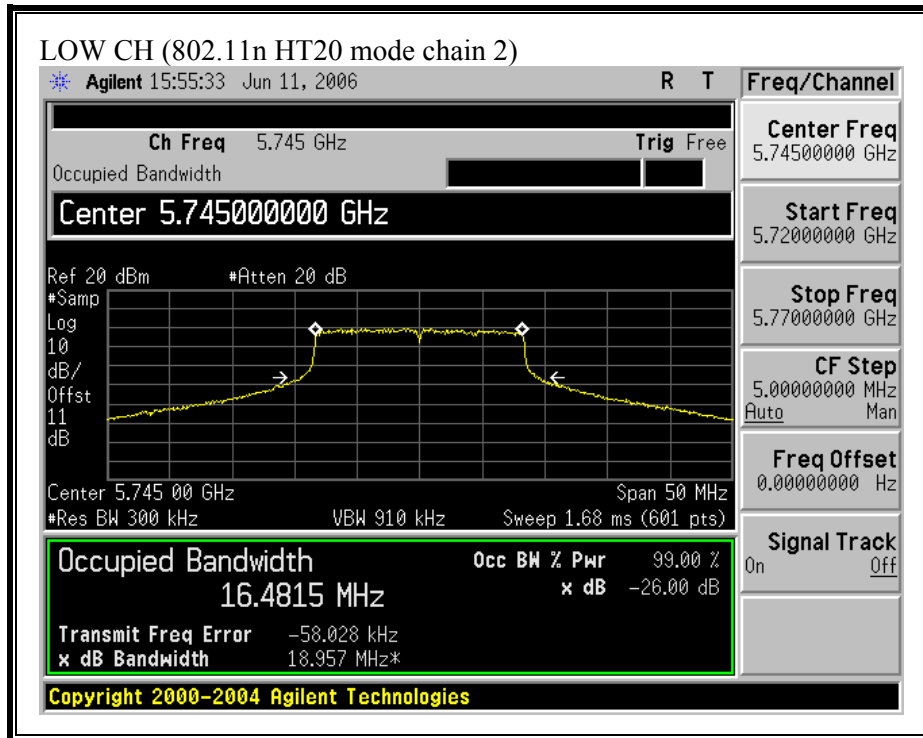 LOW CH (802.11n HT20 mode chain 2)
Agilent 15:55:33 Jun 11, 2006 R T
Freq/Channel
Ch Freq 5.745 GHz Trig Free
Occupied Bandwidth
Center 5.745000000 GHz
Center Freq
5.74500000 GHz
Start Freq
5.72000000 GHz
Stop Freq
5.77000000 GHz
CF Step
5.00000000 MHz
Auto Man
Freq Offset
0.00000000 Hz
Signal Track
On Off
Ref 20 dBm #Atten 20 dB
#Samp
Log
10
dB/
Offst
11
dB
Center 5.745 00 GHz Span 50 MHz
#Res BW 300 kHz VBW 910 kHz Sweep 1.68 ms (601 pts)
Occupied Bandwidth Occ BW % Pwr 99.00 %
16.4815 MHz x dB -26.00 dB
Transmit Freq Error -58.028 kHz
x dB Bandwidth 18.957 MHz*
Copyright 2000-2004 Agilent Technologies